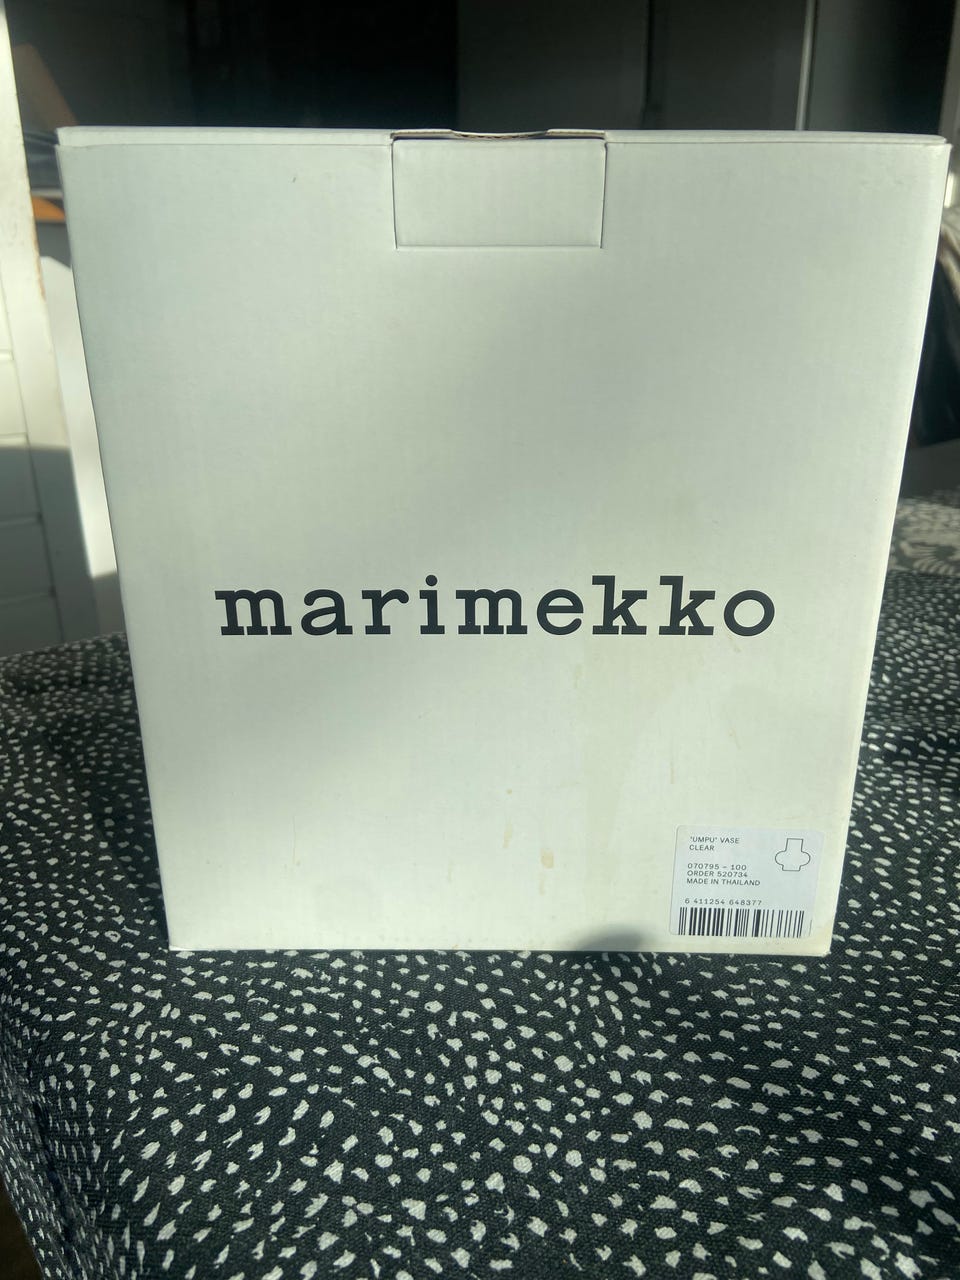 marimekko
'UMPU' VASE
CLEAR
070795 - 100
ORDER 520734
MADE IN THAILAND
6 411254 648377